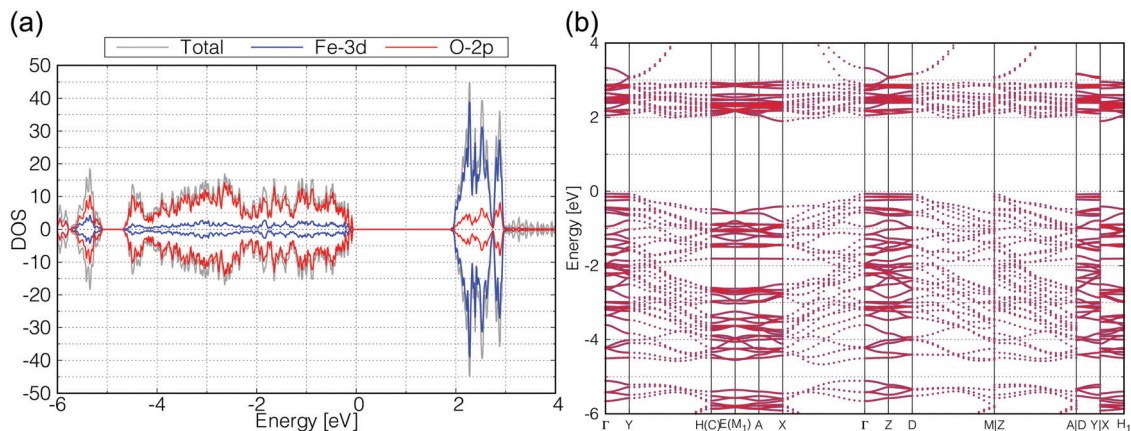 (a)
Total Fe-3d O-2p
50
40
30
20
10
0
-10
-20
-30
-40
-50
DOS
-6 -4 -2 0 2 4
Energy [eV]
(b)
4
2
0
-2
-4
-6
Energy [eV]
Γ Y H(C) E(M₁) A X Γ Z D M|Z A|D Y|X H₁